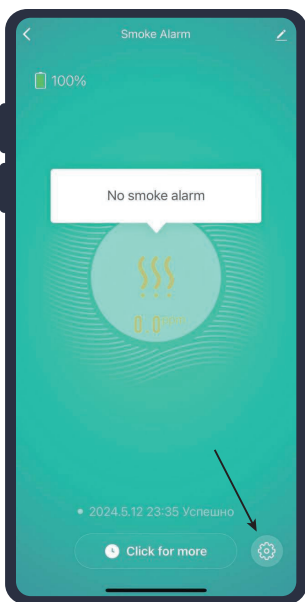 Smoke Alarm
100%
No smoke alarm
2024.5.12 23:35 Успешно
Click for more